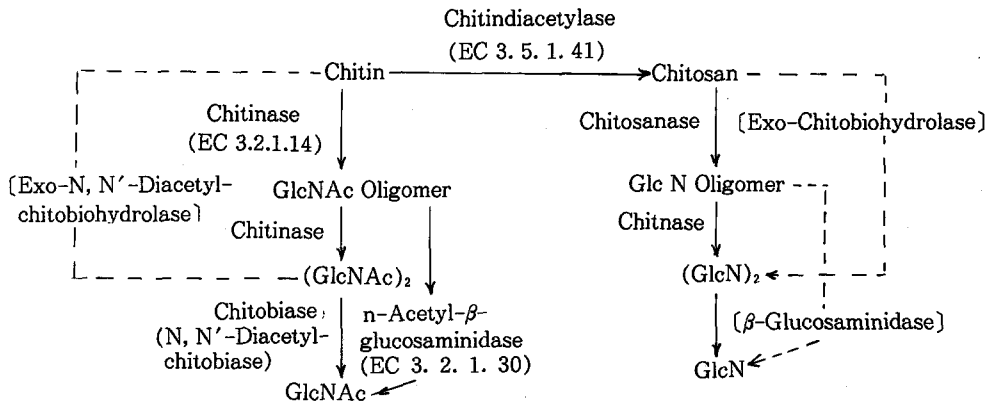 Chitindiacetylase
(EC 3. 5. 1. 41)
Chitin
Chitosan
Chitinase
(EC 3.2.1.14)
Chitosanase
[Exo-Chitobiohydrolase]
[Exo-N, N′-Diacetyl-
chitobiohydrolase]
GlcNAc Oligomer
Glc N Oligomer
Chitinase
Chitnase
(GlcNAc)₂
(GlcN)₂
Chitobiase
(N, N′-Diacetyl-
chitobiase)
n-Acetyl-β-
glucosaminidase
(EC 3. 2. 1. 30)
[β-Glucosaminidase]
GlcNAc
GlcN